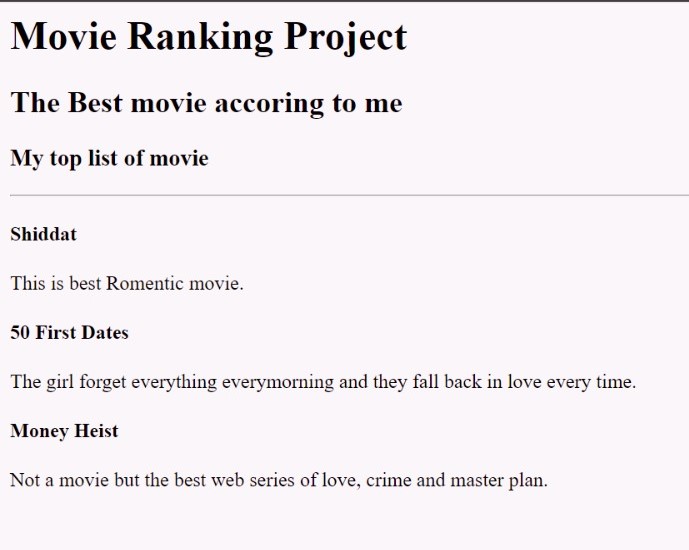 Movie Ranking Project
The Best movie accoring to me
My top list of movie
Shiddat
This is best Romentic movie.
50 First Dates
The girl forget everything everymorning and they fall back in love every time.
Money Heist
Not a movie but the best web series of love, crime and master plan.